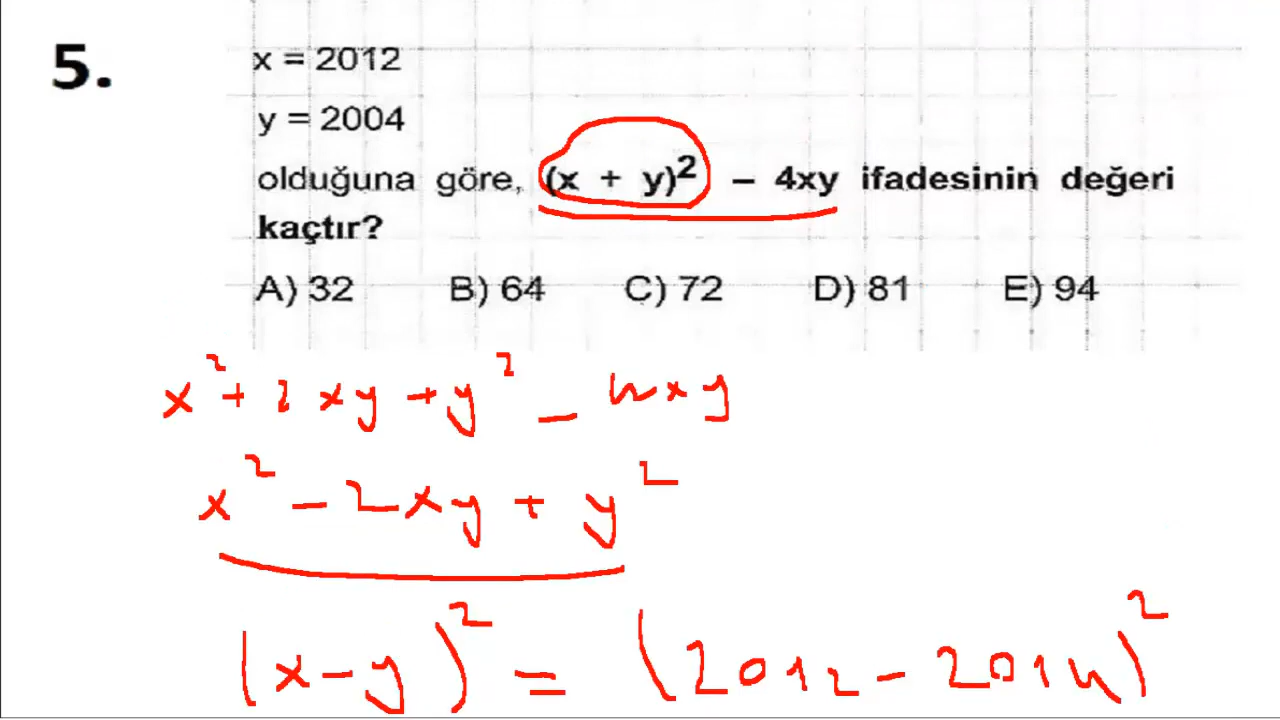 5.
x = 2012
y = 2004
olduğuna göre, (x + y)² – 4xy ifadesinin değeri
kaçtır?
A) 32 B) 64 C) 72 D) 81 E) 94
x² + 2xy + y² – 4xy
x² – 2xy + y²
(x – y)² = (2012 – 2014)²